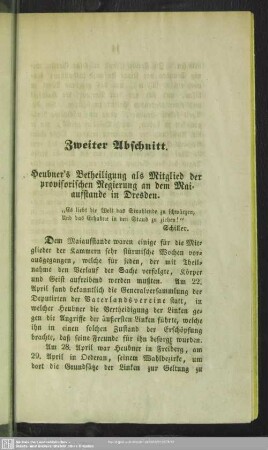 Zweiter Abschnitt.
Heubner's Betheiligung als Mitglied der
provisorischen Regierung an dem Mai-
aufstande in Dresden.
„Es liebt die Welt das Strahlende zu schwärzen,
Und das Erhabne in den Staub zu ziehen!"
Schiller.
Dem Maiaufstande waren einige für die Mit-
glieder der Kammern sehr stürmische Wochen vor-
ausgegangen, welche für jeden, der mit Theil-
nahme den Verlauf der Sache verfolgte, Körper
und Geist aufreibend werden mußten. Am 22.
April fand bekanntlich die Generalversammlung der
Deputirten der Vaterlandsvereine statt, in
welcher Heubner die Vertheidigung der Linken ge-
gen die Angriffe der äußersten Linken führte, welche
ihn in einen solchen Zustand der Erschöpfung
brachte, daß seine Freunde für ihn besorgt wurden.
Am 28. April war Heubner in Freiberg, am
29. April in Oederan, seinem Wahlbezirke, um
dort die Grundsätze der Linken zur Geltung zu